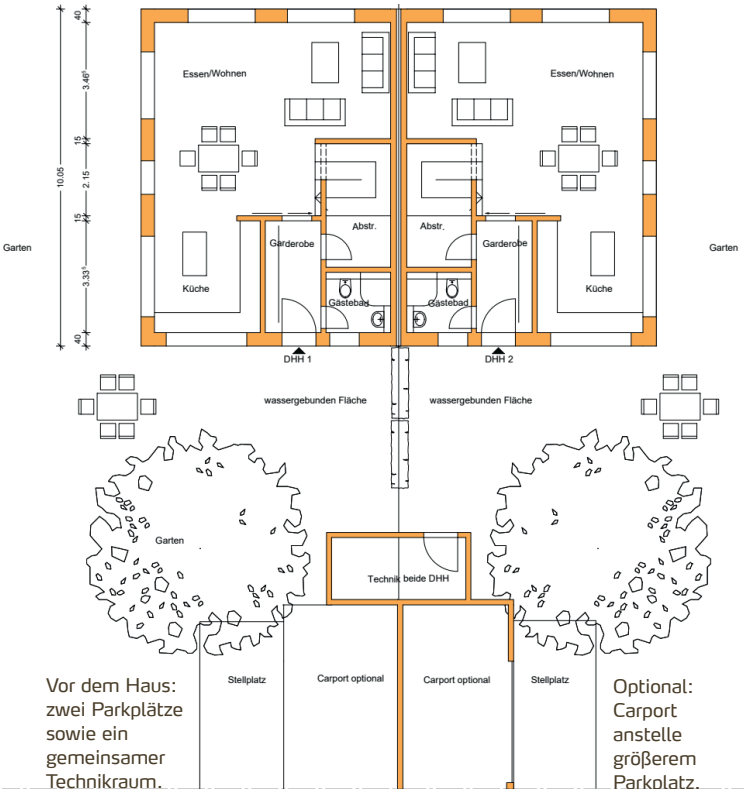 40
3.46⁵
15
2.15
15
3.33⁵
40
10.05
Essen/Wohnen
Essen/Wohnen
Abstr.
Abstr.
Garten
Garderobe
Garderobe
Garten
Küche
Küche
Gästebad
Gästebad
DHH 1
DHH 2
wassergebunden Fläche
wassergebunden Fläche
Garten
Technik beide DHH
Stellplatz
Carport optional
Carport optional
Stellplatz
Vor dem Haus:
zwei Parkplätze
sowie ein
gemeinsamer
Technikraum.
Optional:
Carport
anstelle
größerem
Parkplatz.